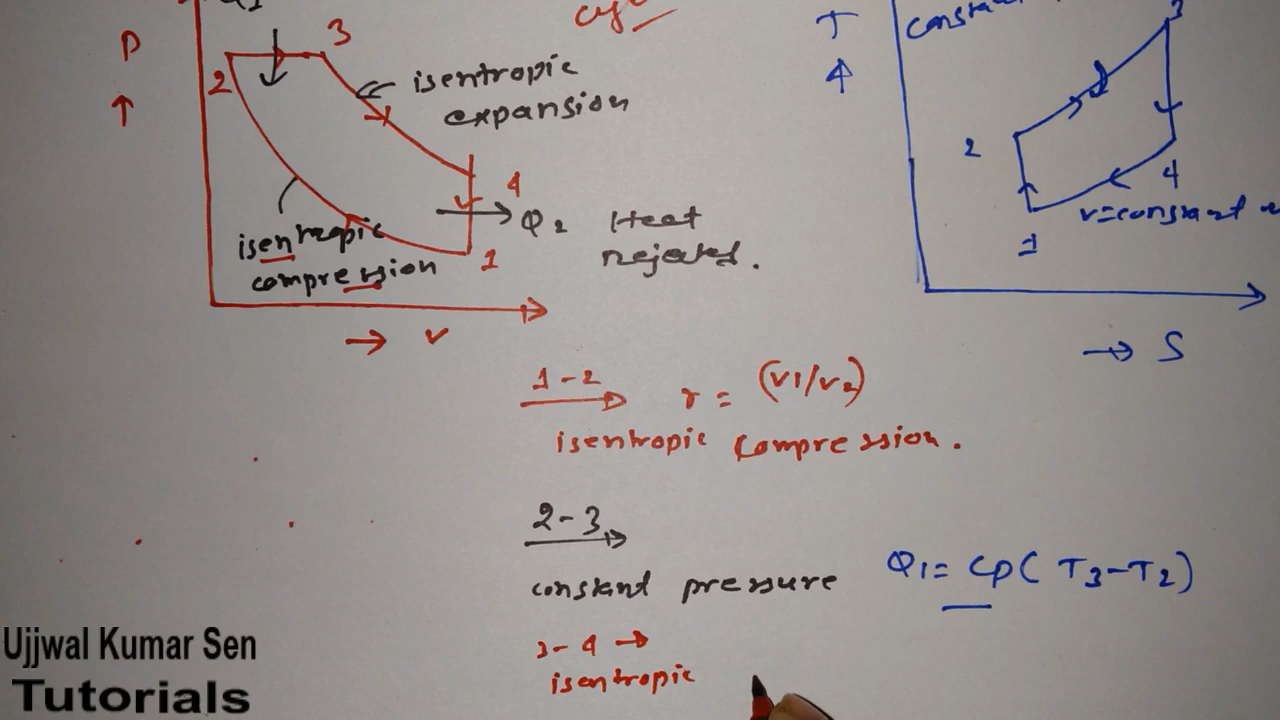 P
2
3
isentropic
expansion
4
Q2 Heat
rejected.
isentropic
compression
1
v
T
constan
3
2
4
v=constant
1
S
1-2
r = (v1/v2)
isentropic compression.
2-3
constant pressure
Q1= cp( T3-T2)
3-4 →
isentropic
Ujjwal Kumar Sen
Tutorials